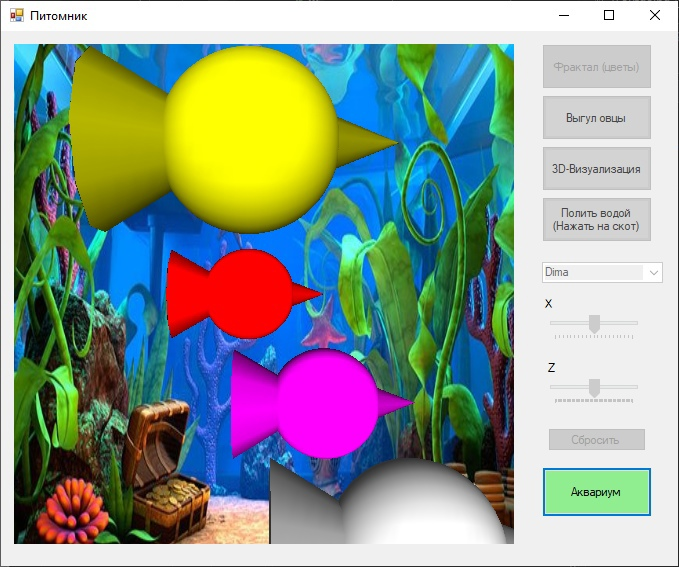 Питомник
Фрактал (цветы)
Выгул овцы
3D-Визуализация
Полить водой
(Нажать на скот)
Dima
X
Z
Сбросить
Аквариум